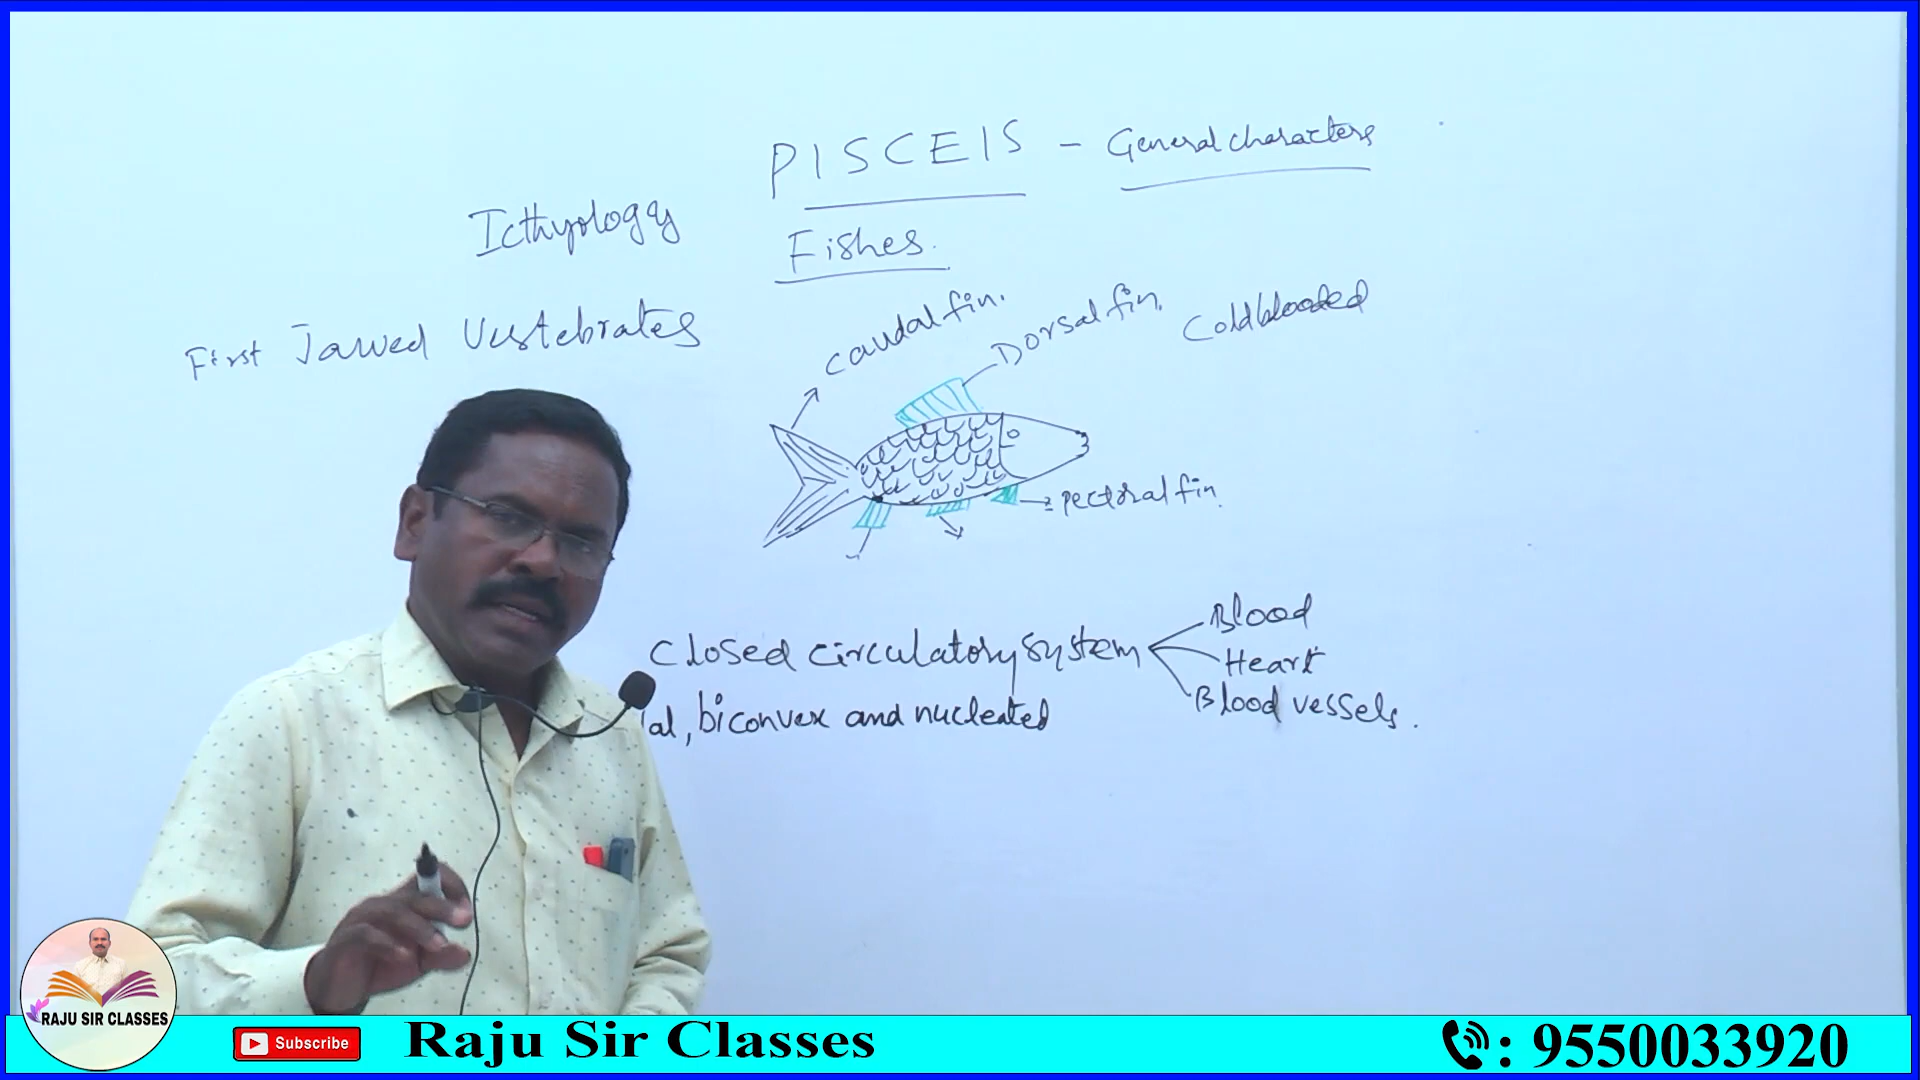 PISCEIS - General characters
Icthyology
Fishes.
First Jawed Vertebrates
caudal fin.
Dorsal fin.
Coldblooded
pectoral fin.
Closed circulatory system
Blood
Heart
Blood vessels.
al, biconvex and nucleated
RAJU SIR CLASSES
Subscribe
Raju Sir Classes
: 9550033920